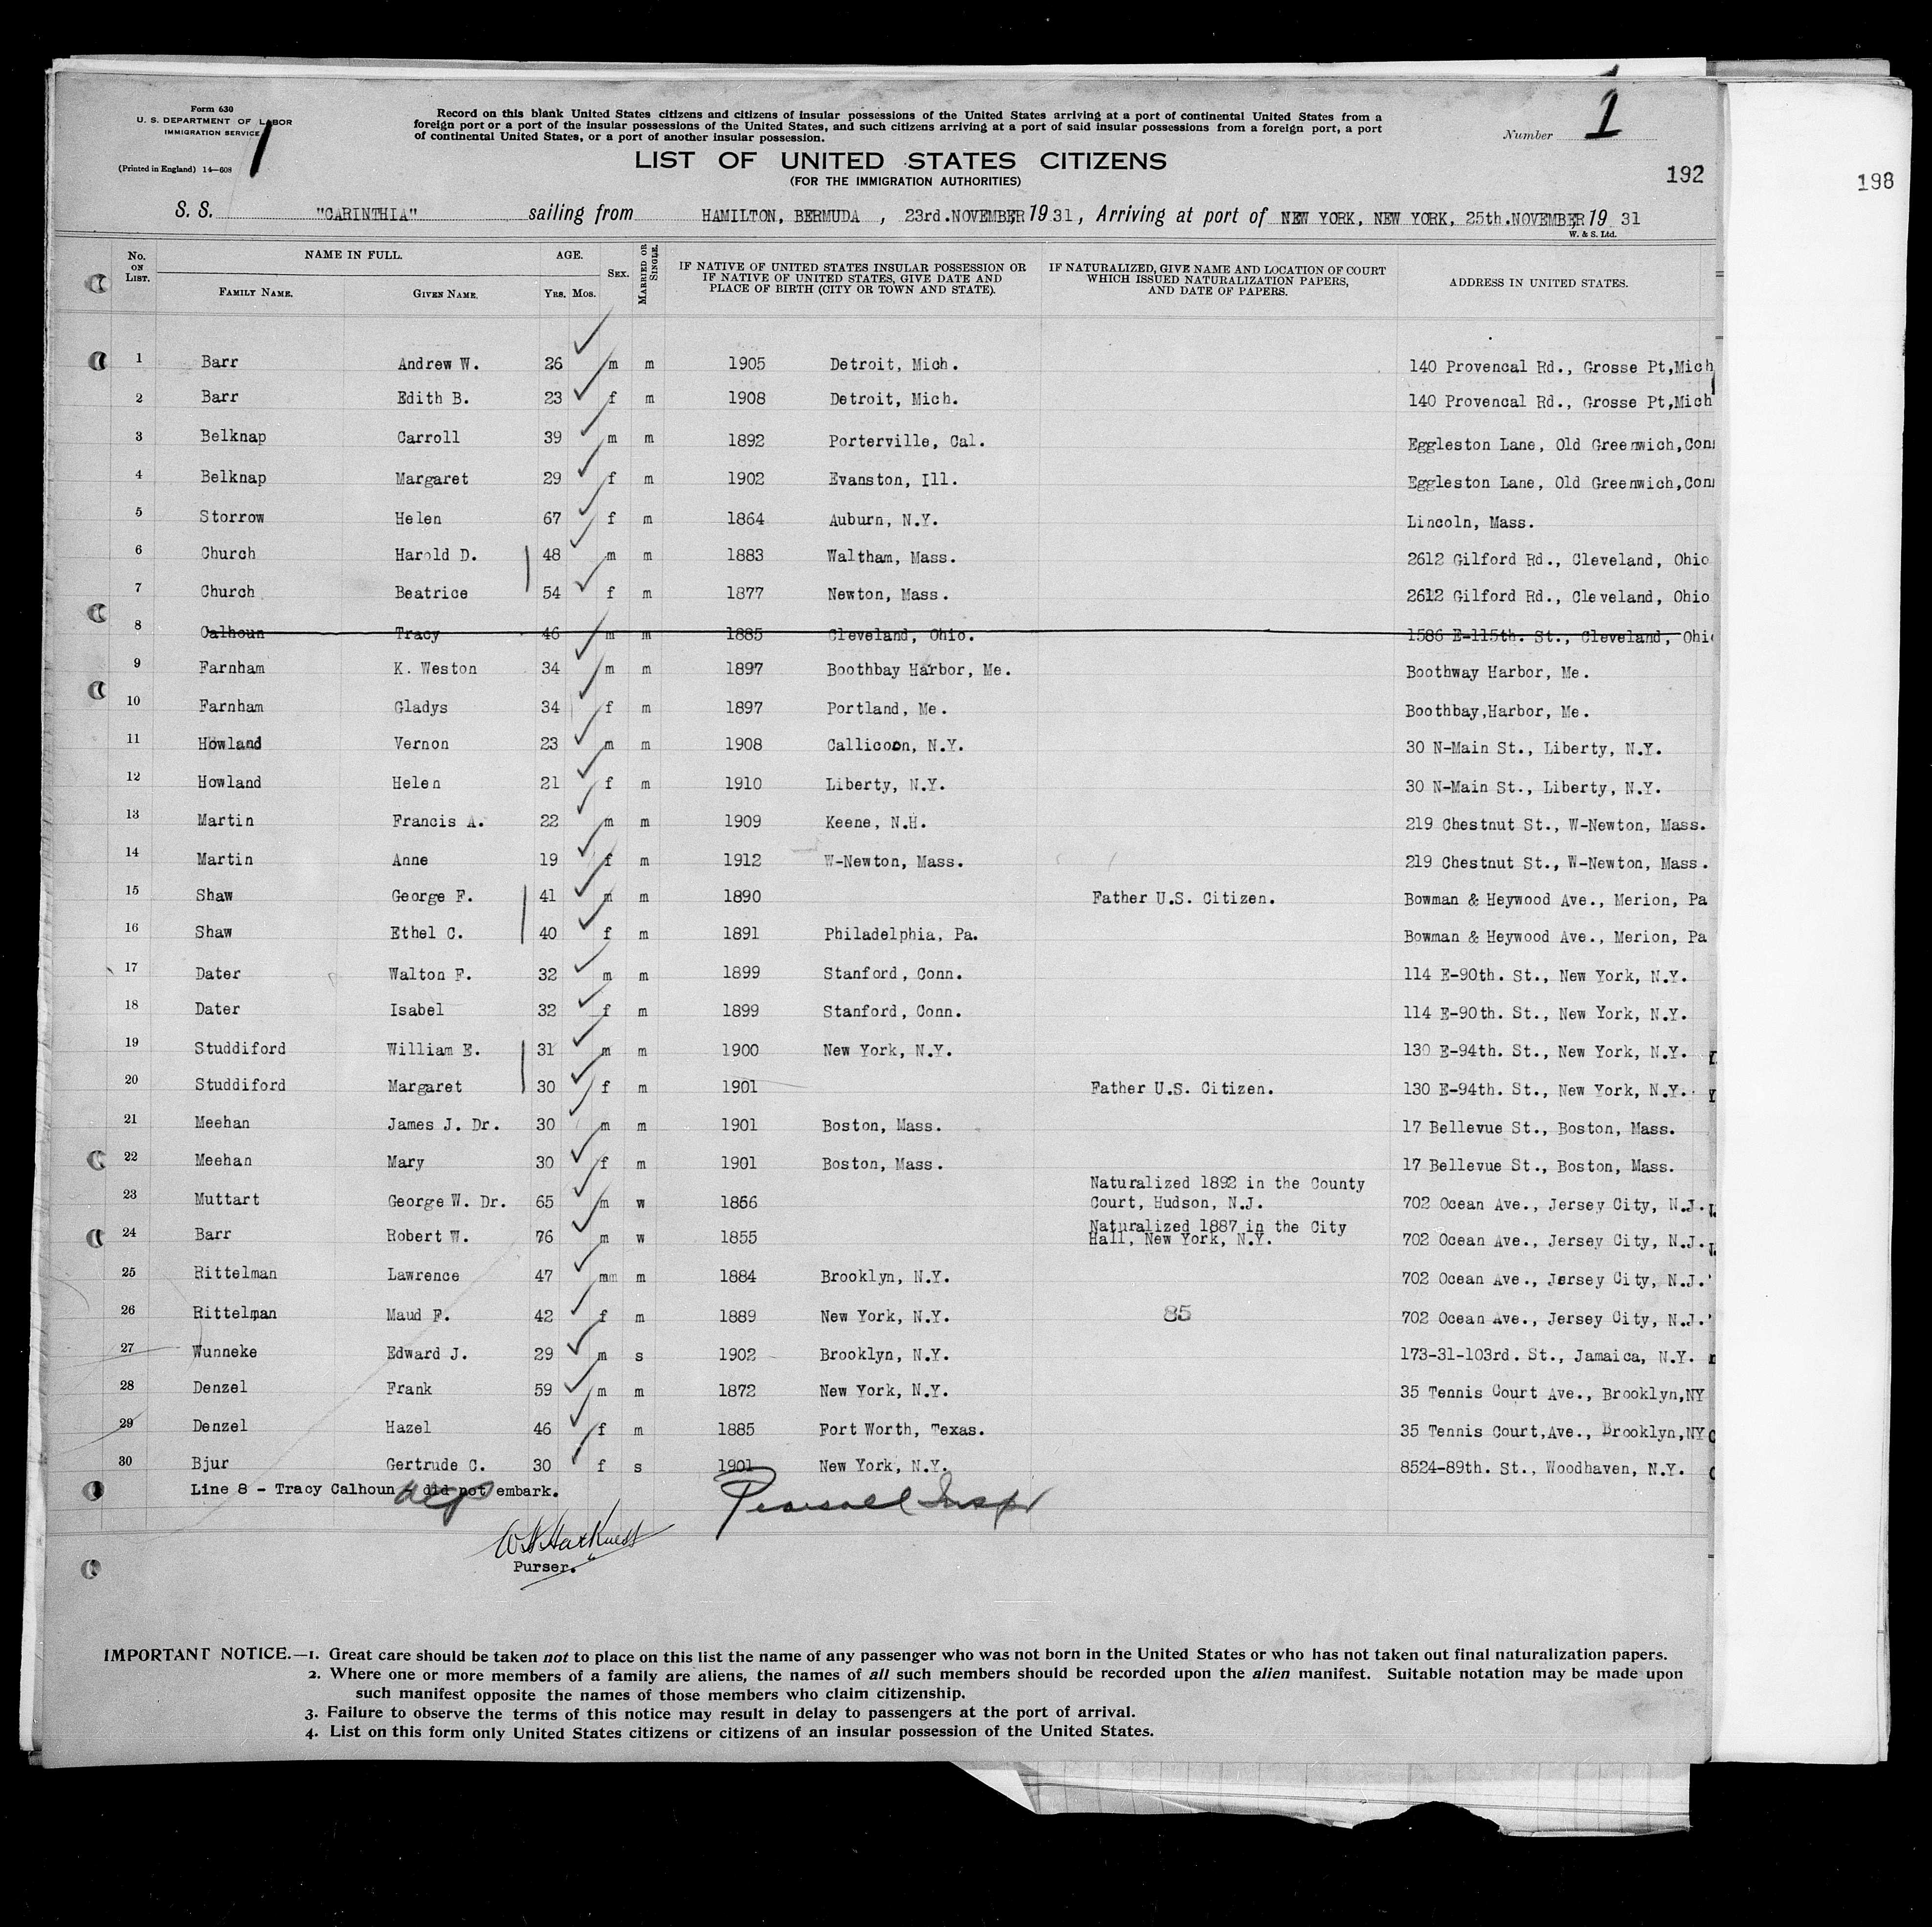 Form 630
U. S. DEPARTMENT OF LABOR
IMMIGRATION SERVICE
(Printed in England) 14—608
1
Record on this blank United States citizens and citizens of insular possessions of the United States arriving at a port of continental United States from a
foreign port or a port of the insular possessions of the United States, and such citizens arriving at a port of said insular possessions from a foreign port, a port
of continental United States, or a port of another insular possession.
Number 1
LIST OF UNITED STATES CITIZENS
(FOR THE IMMIGRATION AUTHORITIES)
192
198
S. S. "CARINTHIA" sailing from HAMILTON, BERMUDA , 23rd.NOVEMBER, 19 31, Arriving at port of NEW YORK, NEW YORK, 25th.NOVEMBER, 19 31
W. & S. Ltd.
No. ON LIST. NAME IN FULL. AGE. SEX. MARRIED OR SINGLE. IF NATIVE OF UNITED STATES INSULAR POSSESSION OR IF NATIVE OF UNITED STATES, GIVE DATE AND PLACE OF BIRTH (CITY OR TOWN AND STATE). IF NATURALIZED, GIVE NAME AND LOCATION OF COURT WHICH ISSUED NATURALIZATION PAPERS, AND DATE OF PAPERS. ADDRESS IN UNITED STATES.
FAMILY NAME. GIVEN NAME. YRS. MOS.
1 Barr Andrew W. 26 m m 1905 Detroit, Mich. 140 Provencal Rd., Grosse Pt,Mich
2 Barr Edith B. 23 f m 1908 Detroit, Mich. 140 Provencal Rd., Grosse Pt,Mich
3 Belknap Carroll 39 m m 1892 Porterville, Cal. Eggleston Lane, Old Greenwich,Conn
4 Belknap Margaret 29 f m 1902 Evanston, Ill. Eggleston Lane, Old Greenwich,Conn
5 Storrow Helen 67 f m 1864 Auburn, N.Y. Lincoln, Mass.
6 Church Harold D. 48 m m 1883 Waltham, Mass. 2612 Gilford Rd., Cleveland, Ohio
7 Church Beatrice 54 f m 1877 Newton, Mass. 2612 Gilford Rd., Cleveland, Ohio
8 Calhoun Tracy 46 m m 1885 Cleveland, Ohio. 1586 E-115th. St., Cleveland, Ohio
9 Farnham K. Weston 34 m m 1897 Boothbay Harbor, Me. Boothway Harbor, Me.
10 Farnham Gladys 34 f m 1897 Portland, Me. Boothbay,Harbor, Me.
11 Howland Vernon 23 m m 1908 Callicoon, N.Y. 30 N-Main St., Liberty, N.Y.
12 Howland Helen 21 f m 1910 Liberty, N.Y. 30 N-Main St., Liberty, N.Y.
13 Martin Francis A. 22 m m 1909 Keene, N.H. 219 Chestnut St., W-Newton, Mass.
14 Martin Anne 19 f m 1912 W-Newton, Mass. 219 Chestnut St., W-Newton, Mass.
15 Shaw George F. 41 m m 1890 Father U.S. Citizen. Bowman & Heywood Ave., Merion, Pa
16 Shaw Ethel C. 40 f m 1891 Philadelphia, Pa. Bowman & Heywood Ave., Merion, Pa
17 Dater Walton F. 32 m m 1899 Stanford, Conn. 114 E-90th. St., New York, N.Y.
18 Dater Isabel 32 f m 1899 Stanford, Conn. 114 E-90th. St., New York, N.Y.
19 Studdiford William E. 31 m m 1900 New York, N.Y. 130 E-94th. St., New York, N.Y.
20 Studdiford Margaret 30 f m 1901 Father U.S. Citizen. 130 E-94th. St., New York, N.Y.
21 Meehan James J. Dr. 30 m m 1901 Boston, Mass. 17 Bellevue St., Boston, Mass.
22 Meehan Mary 30 f m 1901 Boston, Mass. 17 Bellevue St., Boston, Mass.
23 Muttart George W. Dr. 65 m w 1866 Naturalized 1892 in the County Court, Hudson, N.J. 702 Ocean Ave., Jersey City, N.J.
24 Barr Robert W. 76 m w 1855 Naturalized 1887 in the City Hall, New York, N.Y. 702 Ocean Ave., Jersey City, N.J.
25 Rittelman Lawrence 47 mm m 1884 Brooklyn, N.Y. 702 Ocean Ave., Jersey City, N.J.
26 Rittelman Maud F. 42 f m 1889 New York, N.Y. 85 702 Ocean Ave., Jersey City, N.J.
27 Wunneke Edward J. 29 m s 1902 Brooklyn, N.Y. 173-31-103rd. St., Jamaica, N.Y.
28 Denzel Frank 59 m m 1872 New York, N.Y. 35 Tennis Court Ave., Brooklyn,NY
29 Denzel Hazel 46 f m 1885 Fort Worth, Texas. 35 Tennis Court,Ave., Brooklyn,NY
30 Bjur Gertrude C. 30 f s 1901 New York, N.Y. 8524-89th. St., Woodhaven, N.Y.
Line 8 - Tracy Calhoun - did not embark.
Purser.
IMPORTANT NOTICE.—1. Great care should be taken not to place on this list the name of any passenger who was not born in the United States or who has not taken out final naturalization papers.
2. Where one or more members of a family are aliens, the names of all such members should be recorded upon the alien manifest. Suitable notation may be made upon
such manifest opposite the names of those members who claim citizenship.
3. Failure to observe the terms of this notice may result in delay to passengers at the port of arrival.
4. List on this form only United States citizens or citizens of an insular possession of the United States.